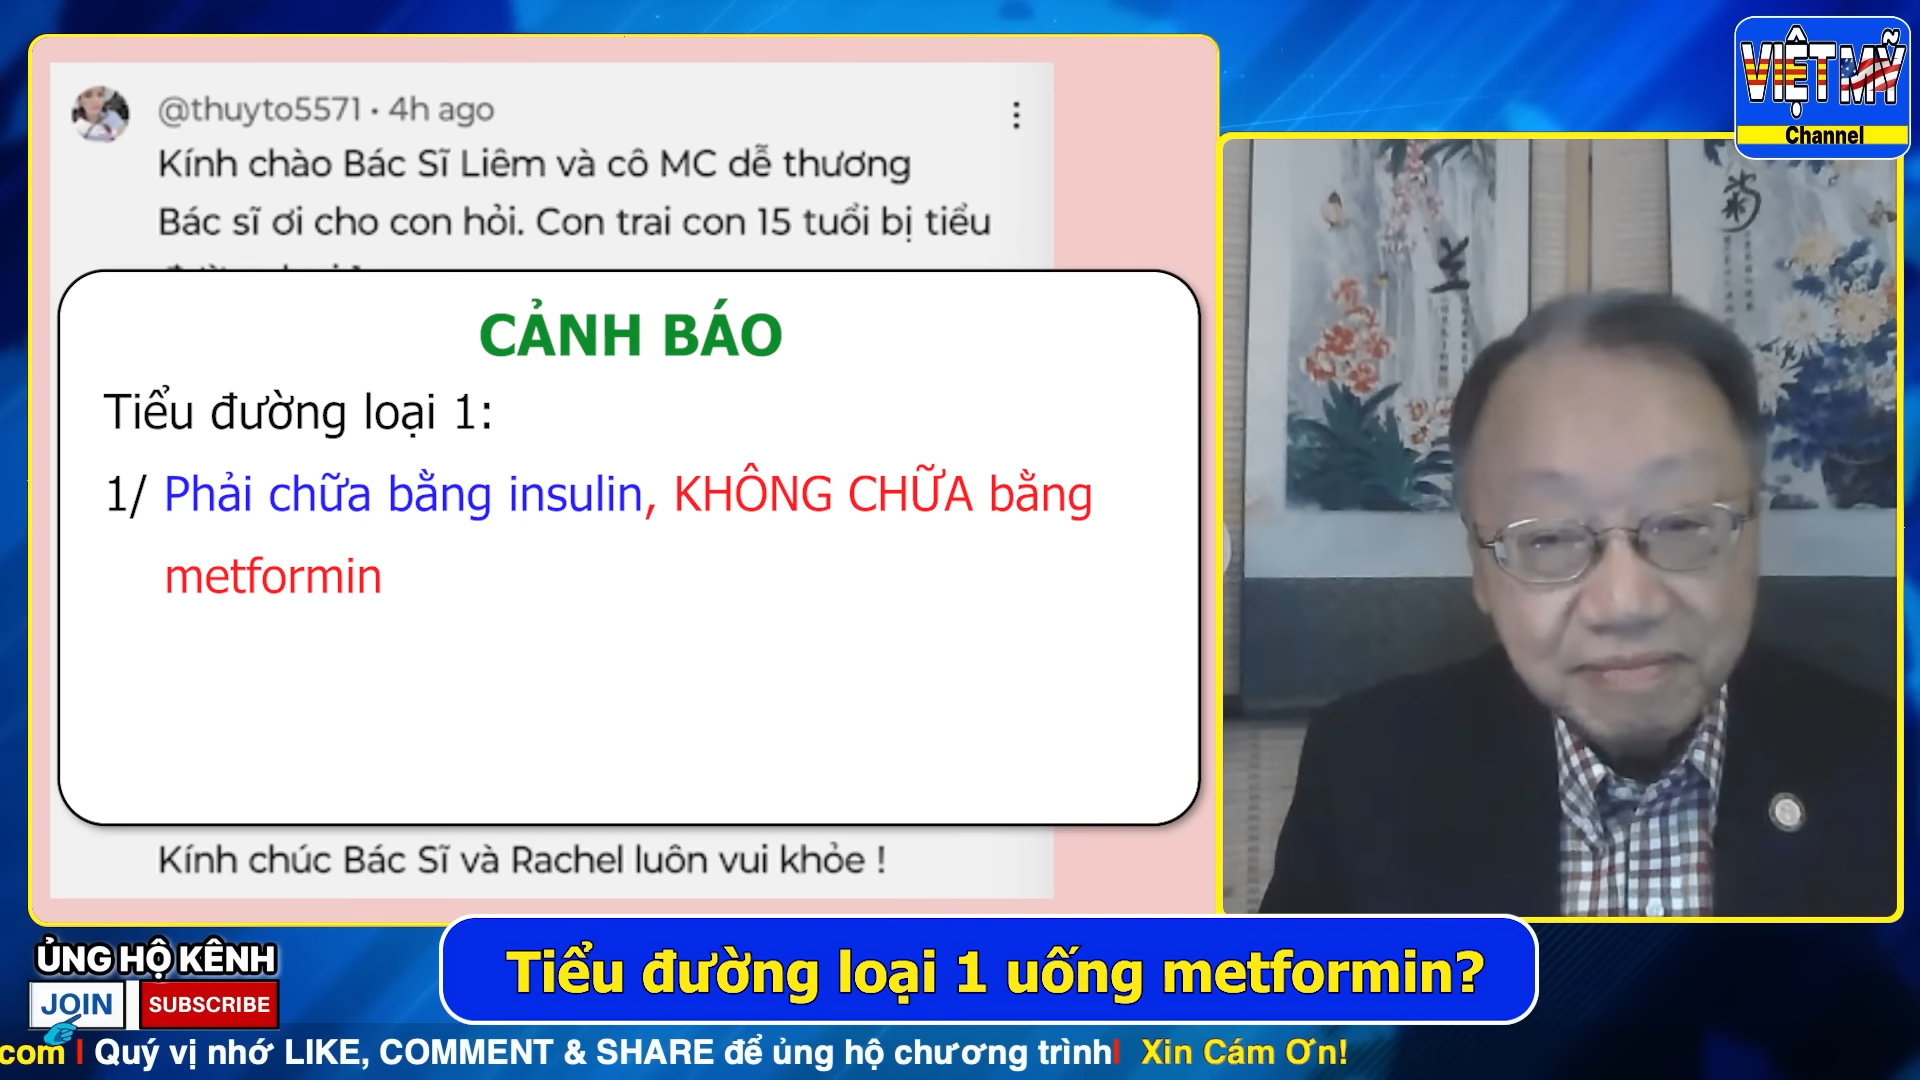 VIỆT MỸ
Channel
@thuyto5571 • 4h ago
Kính chào Bác Sĩ Liêm và cô MC dễ thương
Bác sĩ ơi cho con hỏi. Con trai con 15 tuổi bị tiểu
CẢNH BÁO
Tiểu đường loại 1:
1/ Phải chữa bằng insulin, KHÔNG CHỮA bằng
metformin
Kính chúc Bác Sĩ và Rachel luôn vui khỏe !
Tiểu đường loại 1 uống metformin?
ỦNG HỘ KÊNH
JOIN
SUBSCRIBE
com | Quý vị nhớ LIKE, COMMENT & SHARE để ủng hộ chương trình| Xin Cám Ơn!